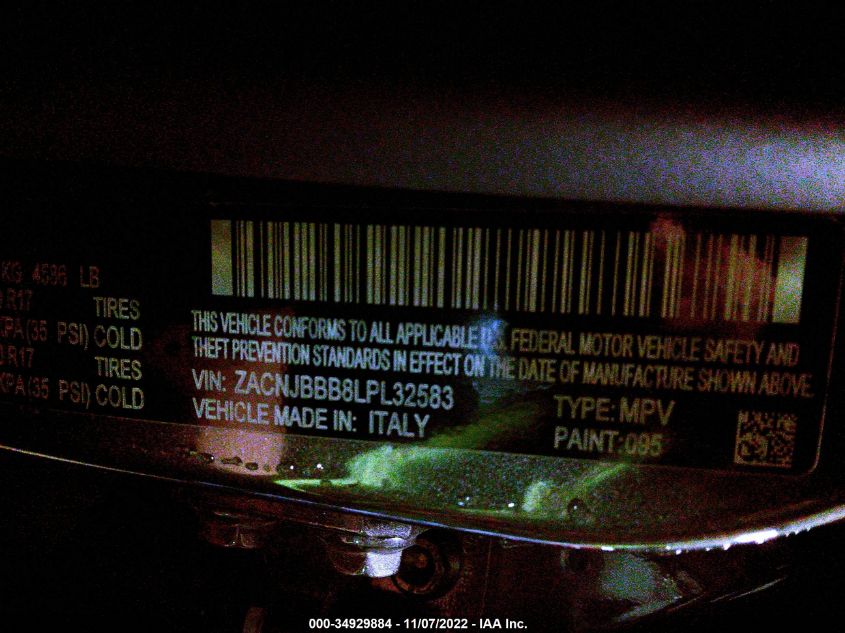 KG 4596 LB
R17 TIRES
KPA(35 PSI) COLD
R17 TIRES
KPA(35 PSI) COLD
THIS VEHICLE CONFORMS TO ALL APPLICABLE U.S. FEDERAL MOTOR VEHICLE SAFETY AND
THEFT PREVENTION STANDARDS IN EFFECT ON THE DATE OF MANUFACTURE SHOWN ABOVE
VIN: ZACNJBBB8LPL32583
TYPE: MPV
VEHICLE MADE IN: ITALY
PAINT: 095
000-34929884 - 11/07/2022 - IAA Inc.